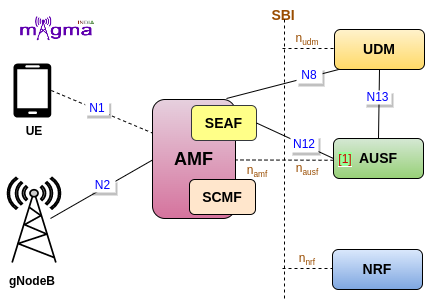 magma
INDIA
SBI
n_udm
UDM
N8
N1
N13
UE
SEAF
AMF
N12
[1]
AUSF
n_amf
n_ausf
N2
SCMF
n_nrf
NRF
gNodeB